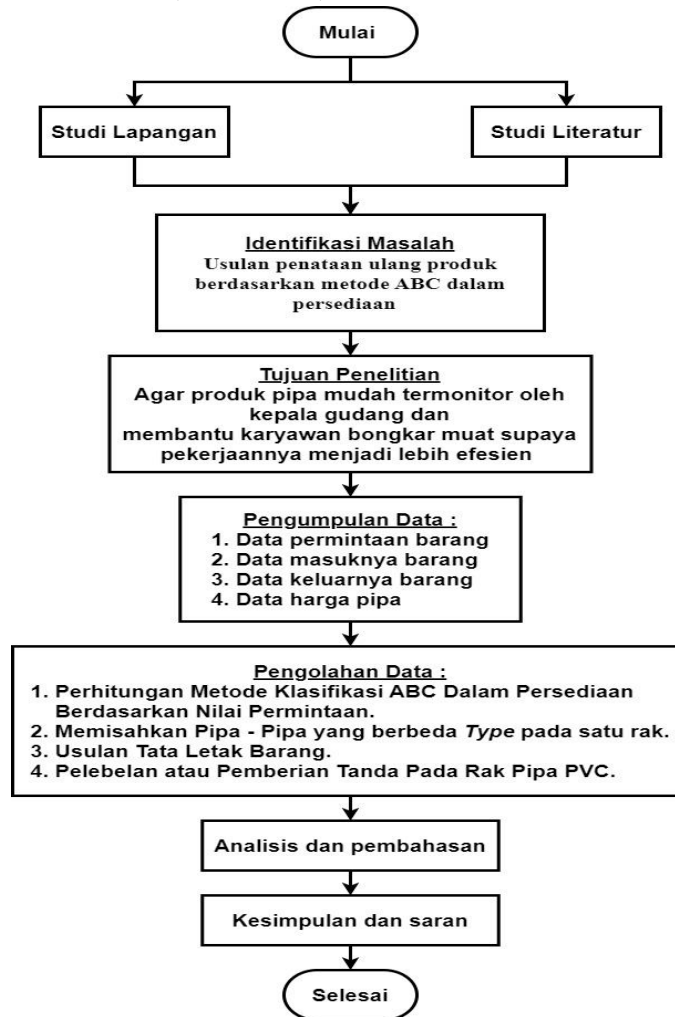 Mulai
Studi Lapangan
Studi Literatur
Identifikasi Masalah
Usulan penataan ulang produk
berdasarkan metode ABC dalam
persediaan
Tujuan Penelitian
Agar produk pipa mudah termonitor oleh
kepala gudang dan
membantu karyawan bongkar muat supaya
pekerjaannya menjadi lebih efesien
Pengumpulan Data :
1. Data permintaan barang
2. Data masuknya barang
3. Data keluarnya barang
4. Data harga pipa
Pengolahan Data :
1. Perhitungan Metode Klasifikasi ABC Dalam Persediaan
Berdasarkan Nilai Permintaan.
2. Memisahkan Pipa - Pipa yang berbeda Type pada satu rak.
3. Usulan Tata Letak Barang.
4. Pelebelan atau Pemberian Tanda Pada Rak Pipa PVC.
Analisis dan pembahasan
Kesimpulan dan saran
Selesai